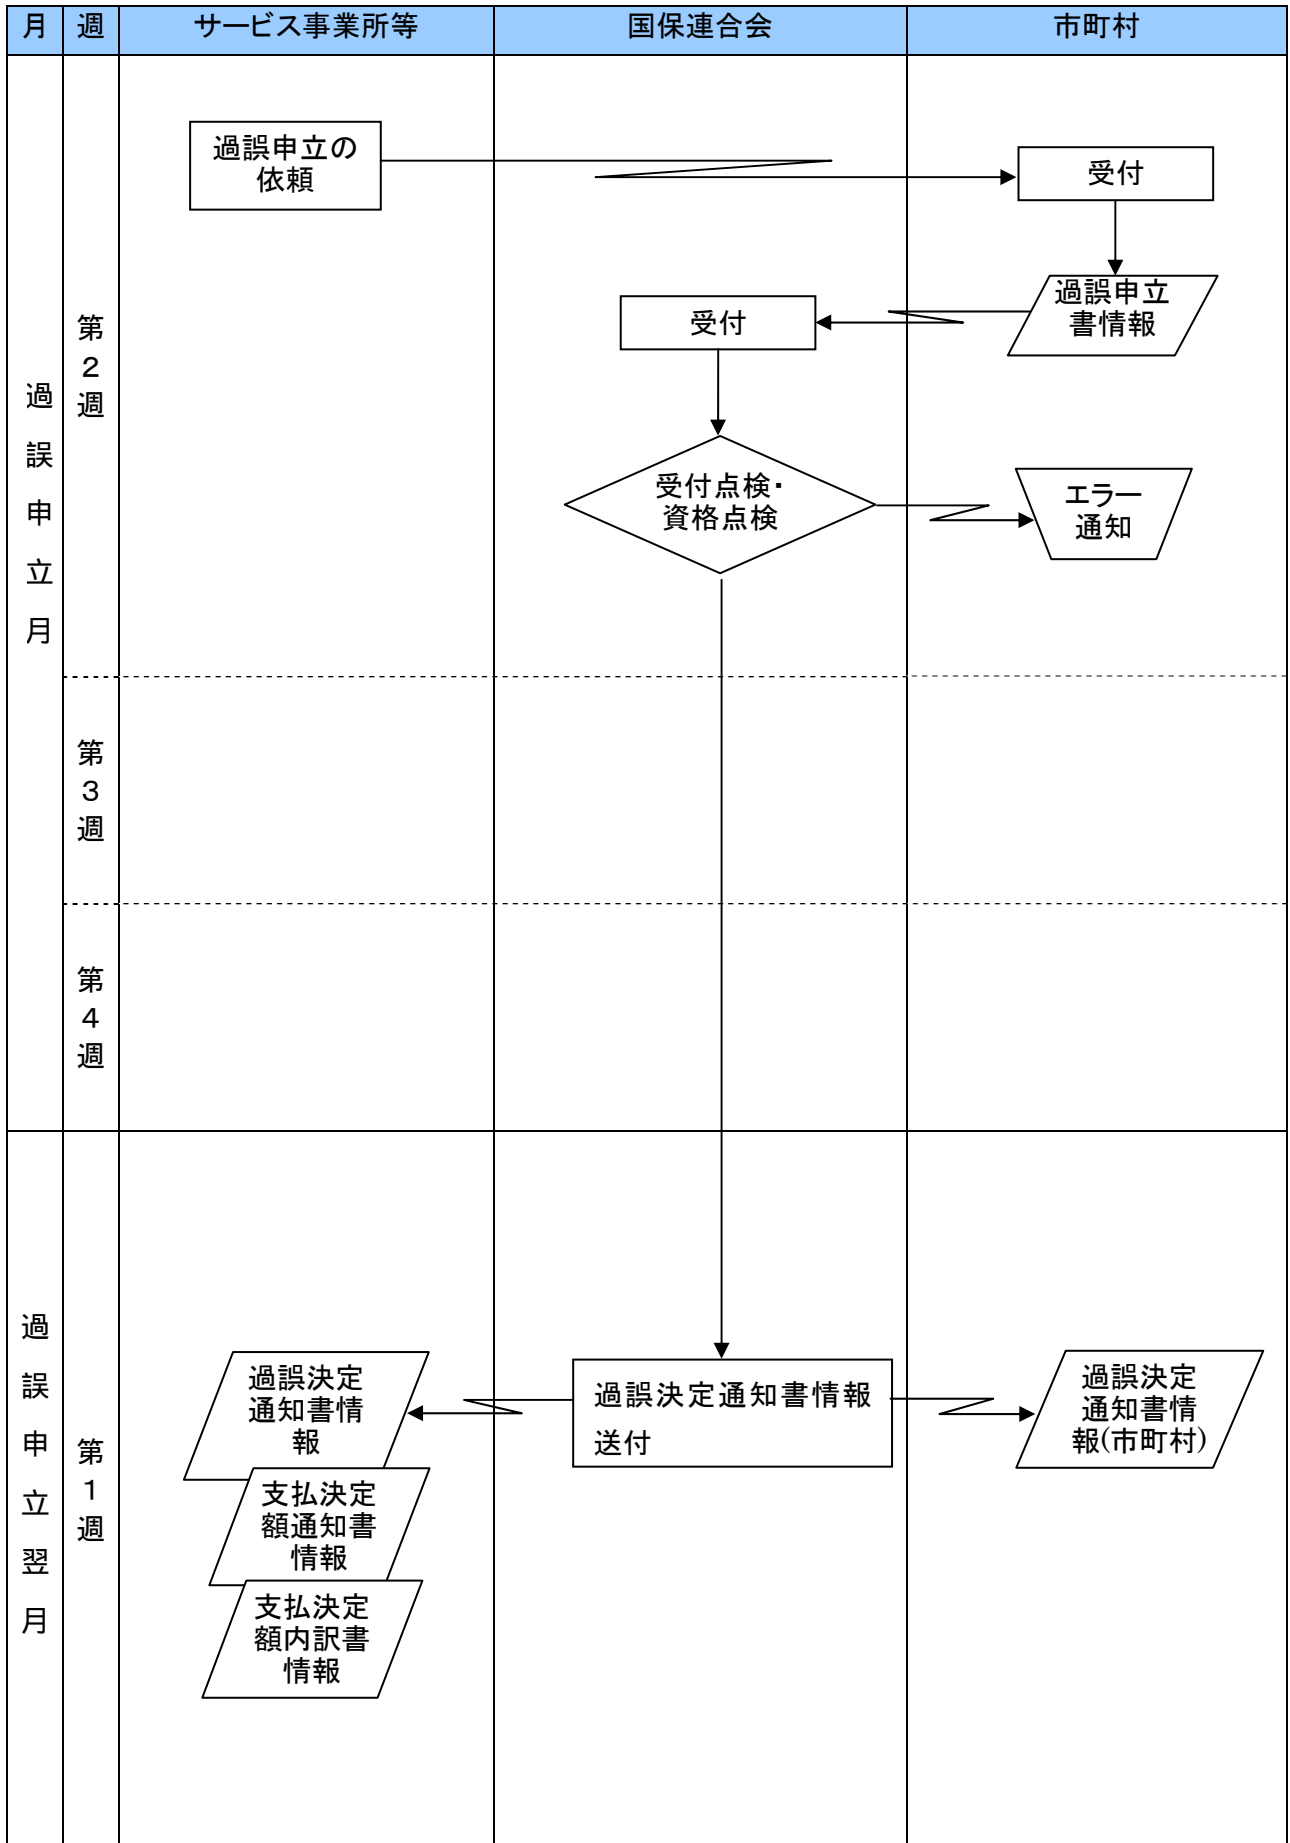 月 週 サービス事業所等 国保連合会 市町村
過誤申立月
第2週
過誤申立の
依頼
受付
過誤申立
書情報
受付
受付点検・
資格点検
エラー
通知
第3週
第4週
過誤申立翌月
第1週
過誤決定
通知書情
報
支払決定
額通知書
情報
支払決定
額内訳書
情報
過誤決定通知書情報
送付
過誤決定
通知書情
報(市町村)